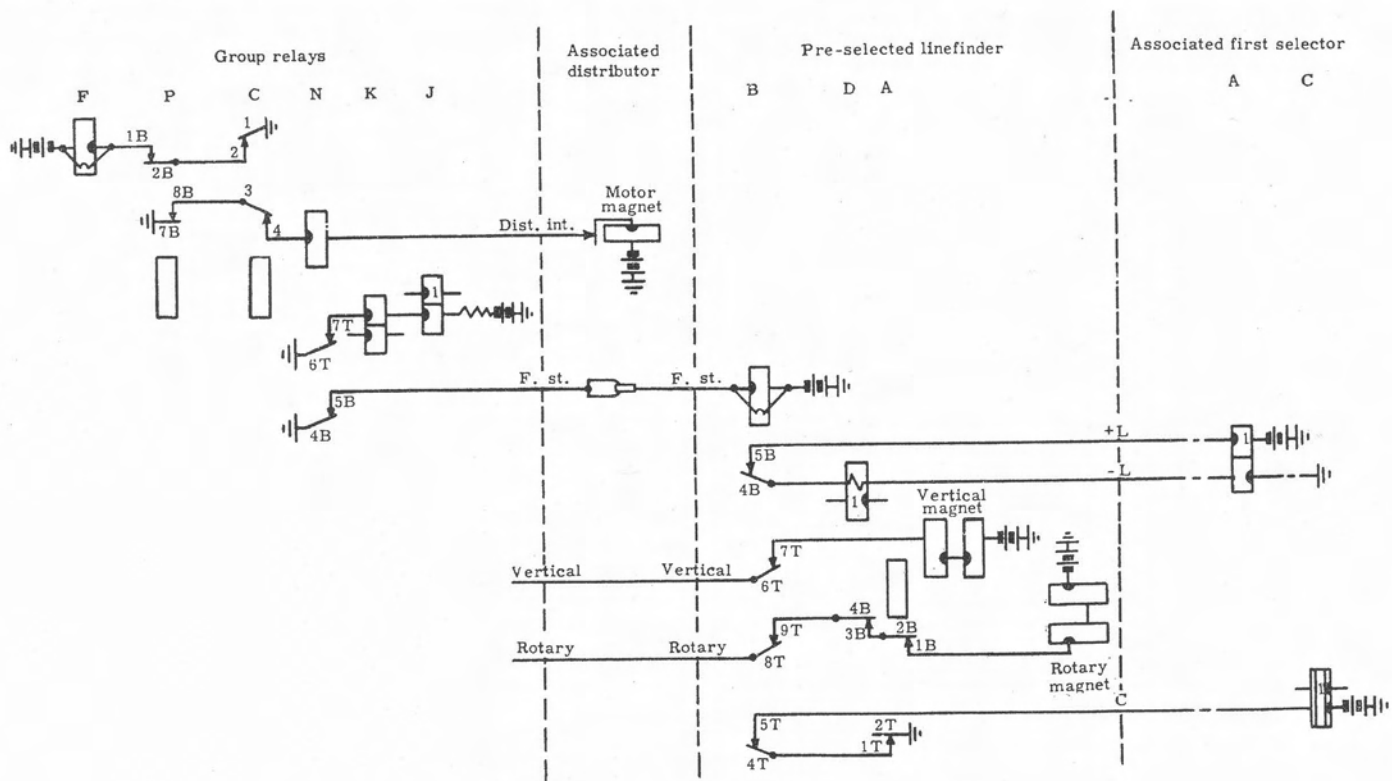 Group relays
Associated
distributor
Pre-selected linefinder
Associated first selector
F P C N K J
B D A
A C
1
1B
2
2B
8B
3
7B
4
Dist. int.
Motor
magnet
1
7T
6T
F. st.
F. st.
5B
4B
+L
1
5B
4B
-L
1
Vertical
magnet
7T
Vertical
Vertical
6T
4B
9T
3B
2B
1B
Rotary
Rotary
8T
Rotary
magnet
C
1
5T
2T
1T
4T